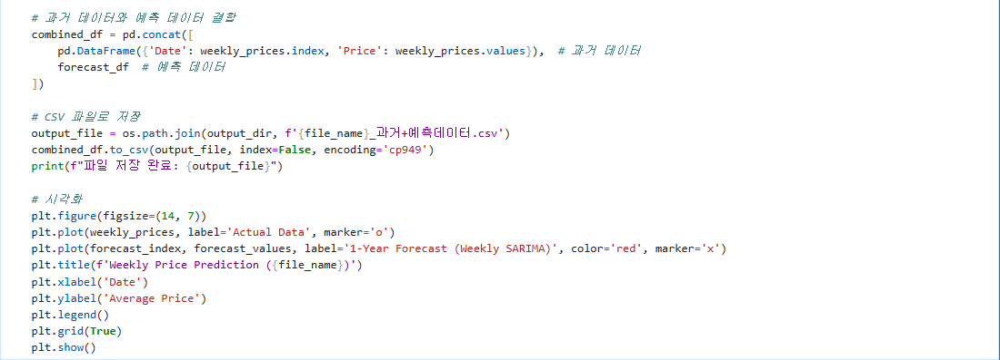 # 과거 데이터와 예측 데이터 결합
combined_df = pd.concat([
    pd.DataFrame({'Date': weekly_prices.index, 'Price': weekly_prices.values}),  # 과거 데이터
    forecast_df  # 예측 데이터
])

# CSV 파일로 저장
output_file = os.path.join(output_dir, f'{file_name}_과거+예측데이터.csv')
combined_df.to_csv(output_file, index=False, encoding='cp949')
print(f"파일 저장 완료: {output_file}")

# 시각화
plt.figure(figsize=(14, 7))
plt.plot(weekly_prices, label='Actual Data', marker='o')
plt.plot(forecast_index, forecast_values, label='1-Year Forecast (Weekly SARIMA)', color='red', marker='x')
plt.title(f'Weekly Price Prediction ({file_name})')
plt.xlabel('Date')
plt.ylabel('Average Price')
plt.legend()
plt.grid(True)
plt.show()